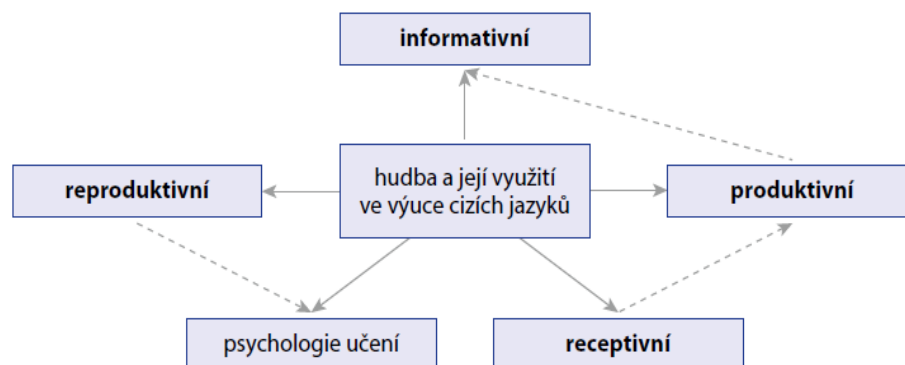 informativní
reproduktivní
hudba a její využití
ve výuce cizích jazyků
produktivní
psychologie učení
receptivní